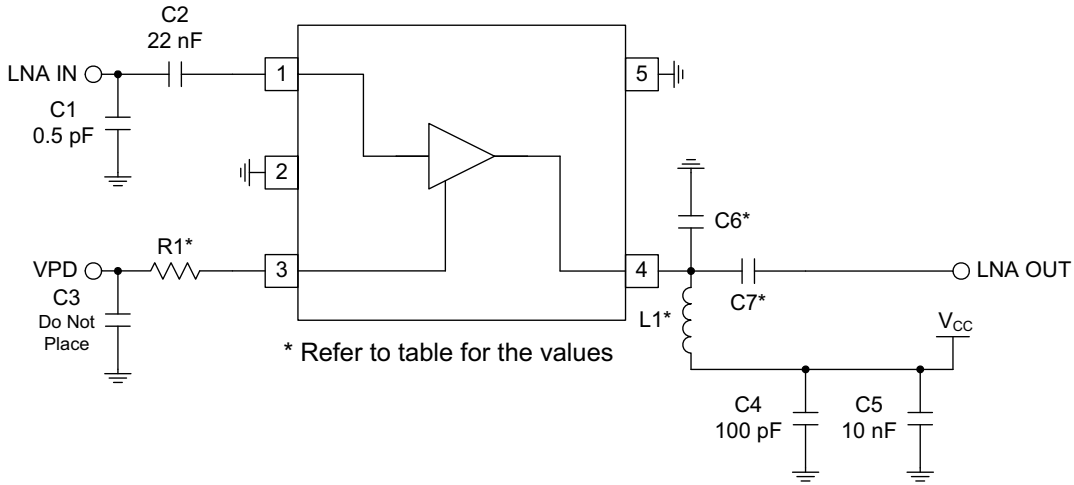 C2
22 nF
LNA IN
1
5
C1
0.5 pF
2
C6*
R1*
VPD
3
4
LNA OUT
C3
Do Not
Place
C7*
L1*
VCC
* Refer to table for the values
C4
100 pF
C5
10 nF